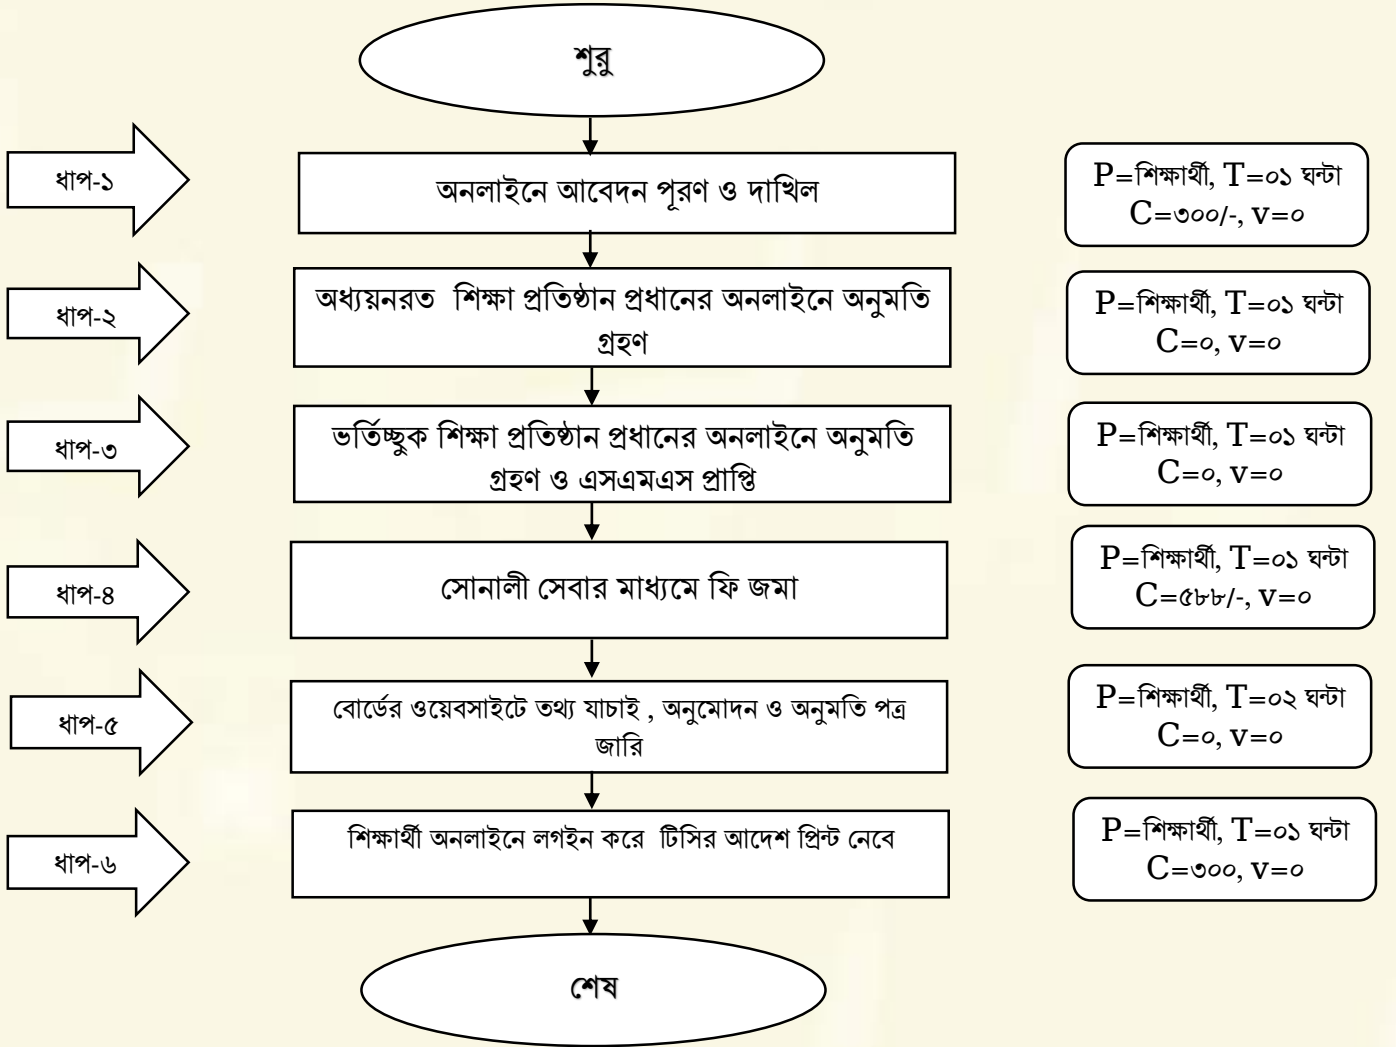 শুরু
ধাপ-১
অনলাইনে আবেদন পূরণ ও দাখিল
P=শিক্ষার্থী, T=০১ ঘন্টা
C=৩০০/-, v=০
ধাপ-২
অধ্যয়নরত শিক্ষা প্রতিষ্ঠান প্রধানের অনলাইনে অনুমতি
গ্রহণ
P=শিক্ষার্থী, T=০১ ঘন্টা
C=০, v=০
ধাপ-৩
ভর্তিচ্ছুক শিক্ষা প্রতিষ্ঠান প্রধানের অনলাইনে অনুমতি
গ্রহণ ও এসএমএস প্রাপ্তি
P=শিক্ষার্থী, T=০১ ঘন্টা
C=০, v=০
ধাপ-৪
সোনালী সেবার মাধ্যমে ফি জমা
P=শিক্ষার্থী, T=০১ ঘন্টা
C=৫৮৮/-, v=০
ধাপ-৫
বোর্ডের ওয়েবসাইটে তথ্য যাচাই , অনুমোদন ও অনুমতি পত্র
জারি
P=শিক্ষার্থী, T=০২ ঘন্টা
C=০, v=০
ধাপ-৬
শিক্ষার্থী অনলাইনে লগইন করে টিসির আদেশ প্রিন্ট নেবে
P=শিক্ষার্থী, T=০১ ঘন্টা
C=৩০০, v=০
শেষ